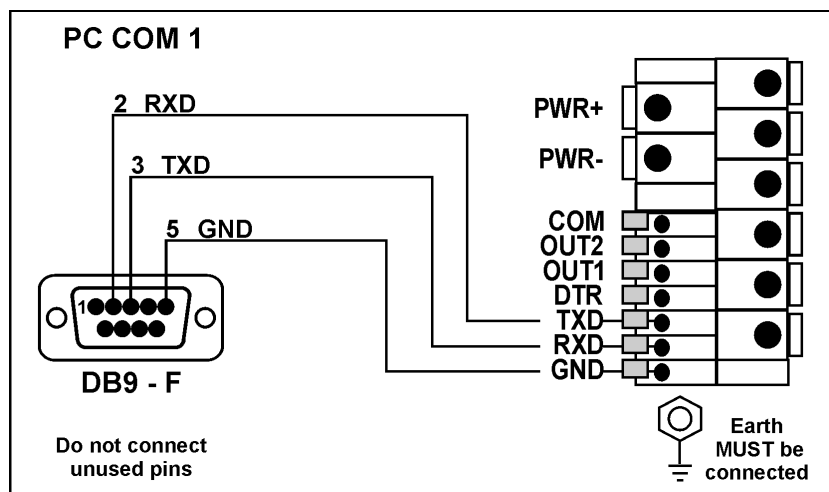 PC COM 1
2 RXD
3 TXD
5 GND
1
DB9 - F
Do not connect
unused pins
PWR+
PWR-
COM
OUT2
OUT1
DTR
TXD
RXD
GND
Earth
MUST be
connected